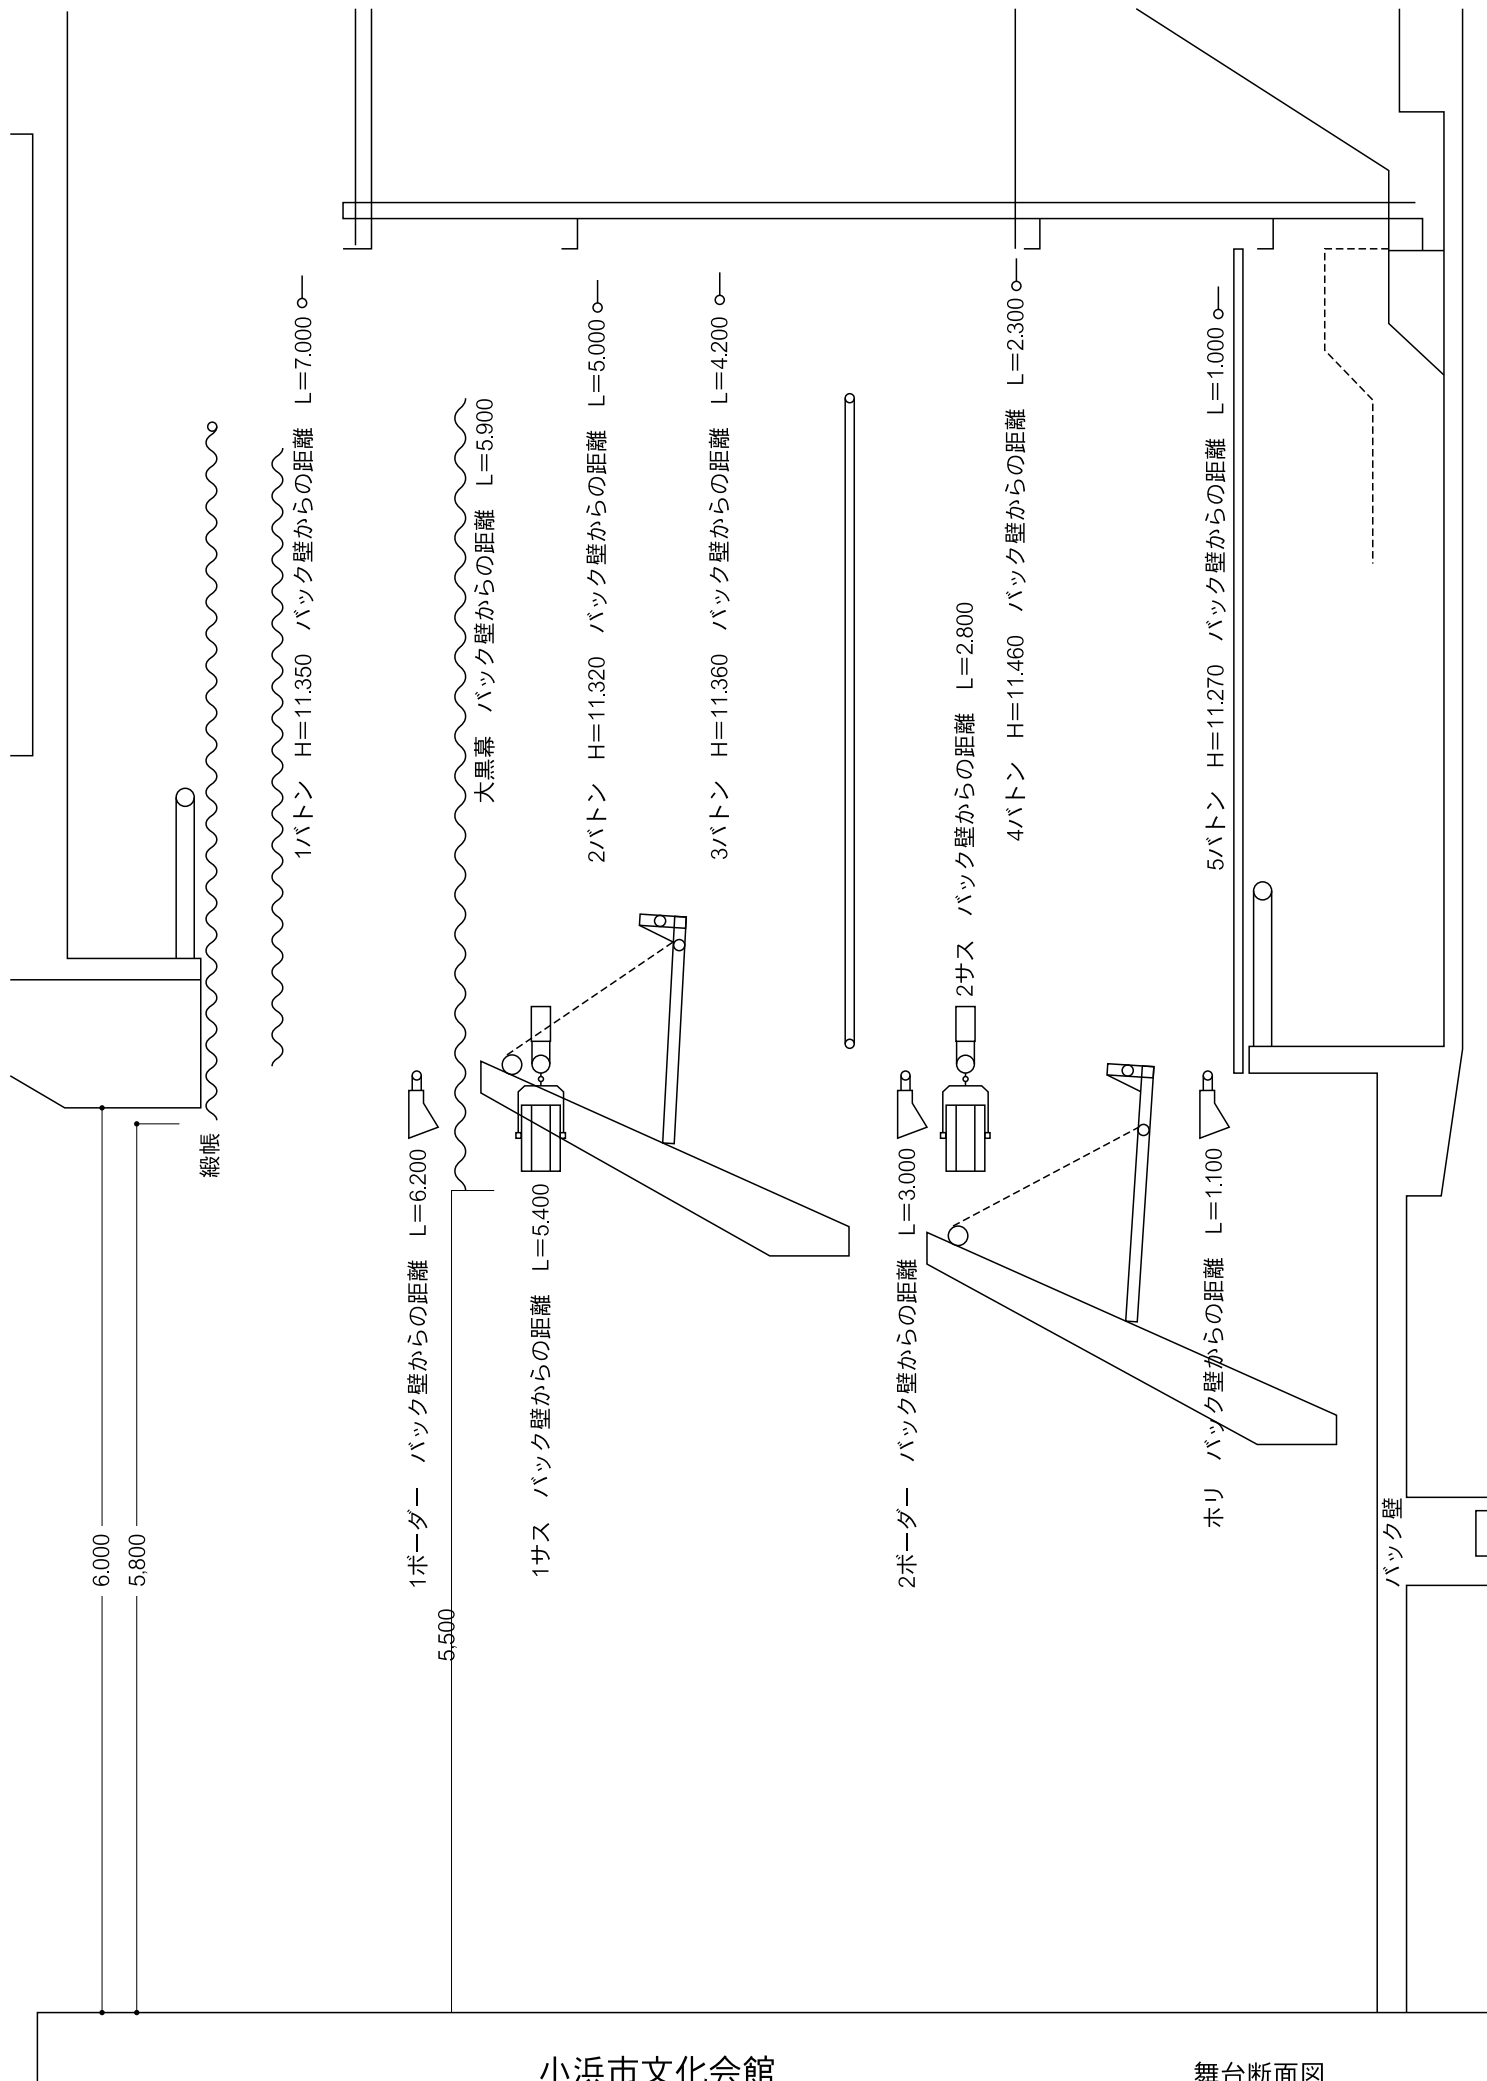 1バトン　H＝11.350　バック壁からの距離　L＝7.000
大黒幕　バック壁からの距離　L＝5.900
2バトン　H＝11.320　バック壁からの距離　L＝5.000
3バトン　H＝11.360　バック壁からの距離　L＝4.200
2サス　バック壁からの距離　L＝2.800
4バトン　H＝11.460　バック壁からの距離　L＝2.300
5バトン　H＝11.270　バック壁からの距離　L＝1.000
緞帳
1ボーダー　バック壁からの距離　L＝6.200
1サス　バック壁からの距離　L＝5.400
2ボーダー　バック壁からの距離　L＝3.000
ホリ　バック壁からの距離　L＝1.100
バック壁
6.000
5,800
5,500
小浜市文化会館
舞台断面図